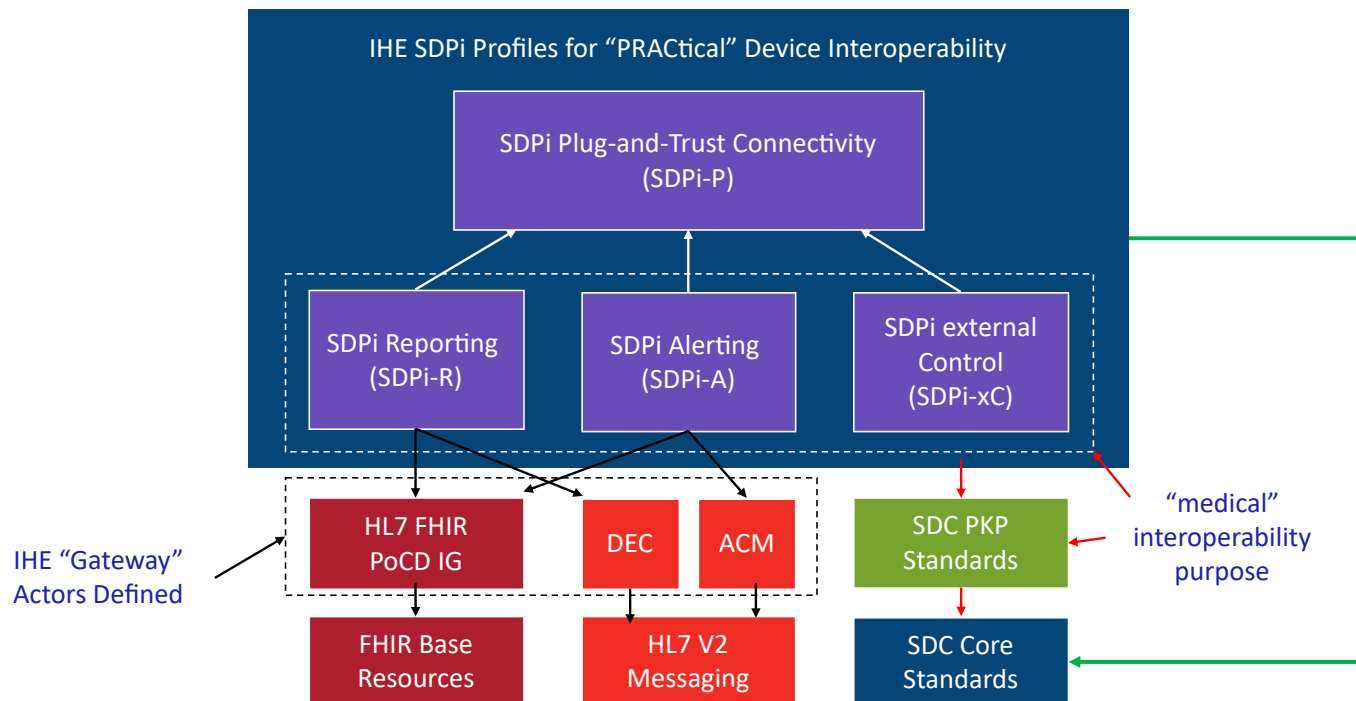 IHE SDPi Profiles for “PRACtical” Device Interoperability
SDPi Plug-and-Trust Connectivity
(SDPi-P)
SDPi Reporting
(SDPi-R)
SDPi Alerting
(SDPi-A)
SDPi external
Control
(SDPi-xC)
IHE “Gateway”
Actors Defined
HL7 FHIR
PoCD IG
DEC
ACM
SDC PKP
Standards
“medical”
interoperability
purpose
FHIR Base
Resources
HL7 V2
Messaging
SDC Core
Standards